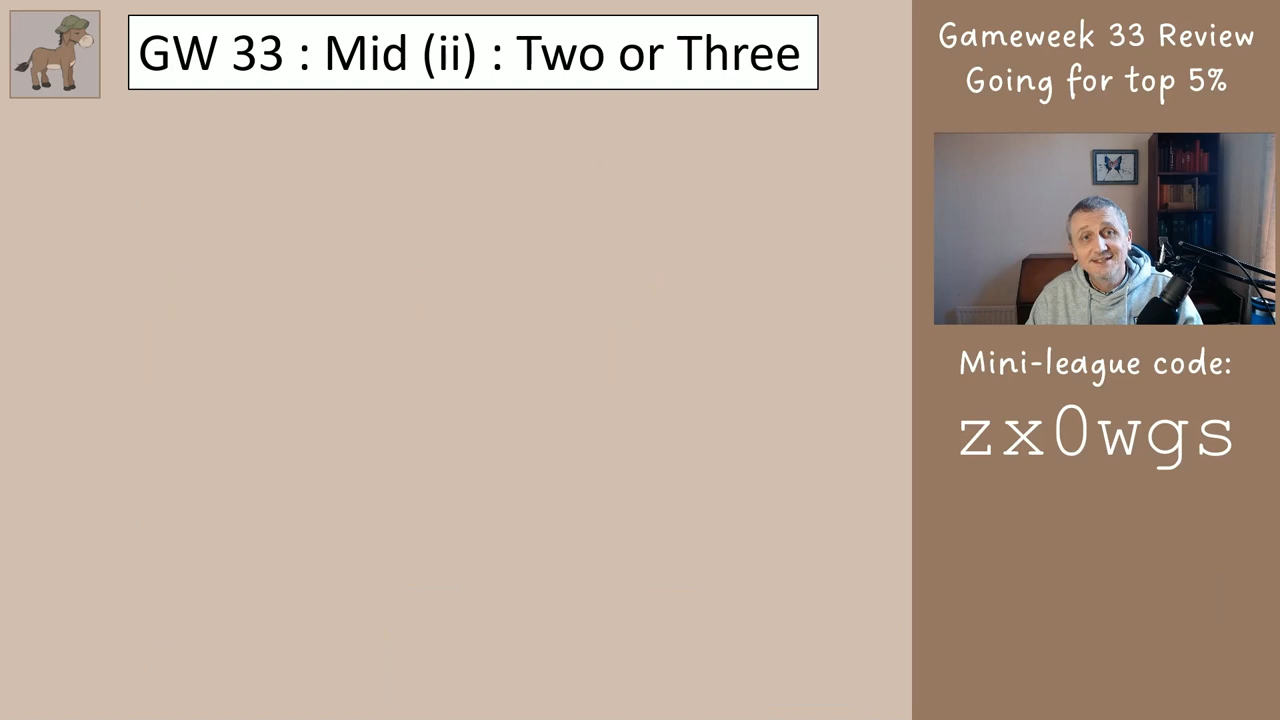 GW 33 : Mid (ii) : Two or Three
Gameweek 33 Review
Going for top 5%
Mini-league code:
zx0wgs